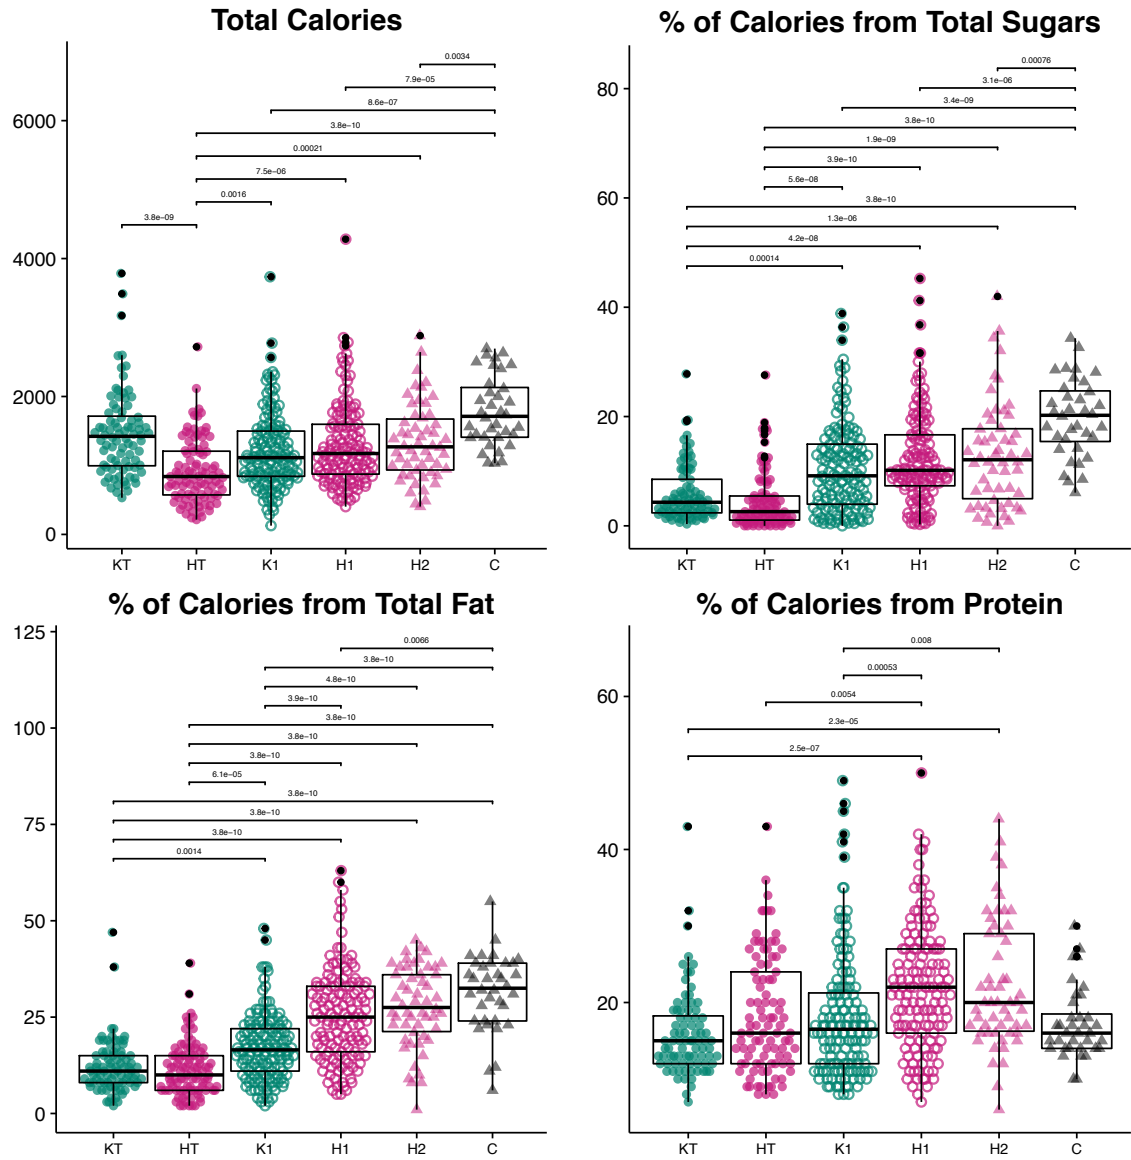 Total Calories
0.0034
7.9e−05
8.6e−07
3.8e−10
0.00021
7.5e−06
0.0016
3.8e−09
6000
4000
2000
0
KT HT K1 H1 H2 C
% of Calories from Total Sugars
0.00076
3.1e−06
3.4e−09
3.8e−10
1.9e−09
3.9e−10
5.6e−08
3.8e−10
1.3e−06
4.2e−08
0.00014
80
60
40
20
0
KT HT K1 H1 H2 C
% of Calories from Total Fat
0.0066
3.8e−10
4.8e−10
3.9e−10
3.8e−10
3.8e−10
3.8e−10
6.1e−05
3.8e−10
3.8e−10
3.8e−10
0.0014
125
100
75
50
25
0
KT HT K1 H1 H2 C
% of Calories from Protein
0.008
0.00053
0.0054
2.3e−05
2.5e−07
60
40
20
KT HT K1 H1 H2 C